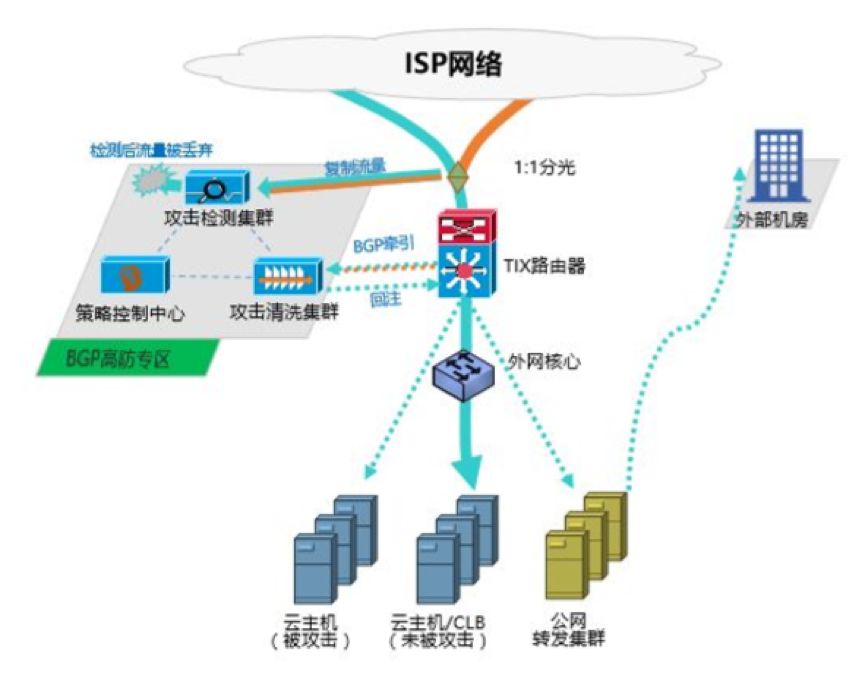 ISP网络
检测后流量被丢弃
复制流量
1:1分光
攻击检测集群
外部机房
BGP牵引
TIX路由器
策略控制中心
攻击清洗集群
回注
BGP高防专区
外网核心
云主机
（被攻击）
云主机/CLB
（未被攻击）
公网
转发集群